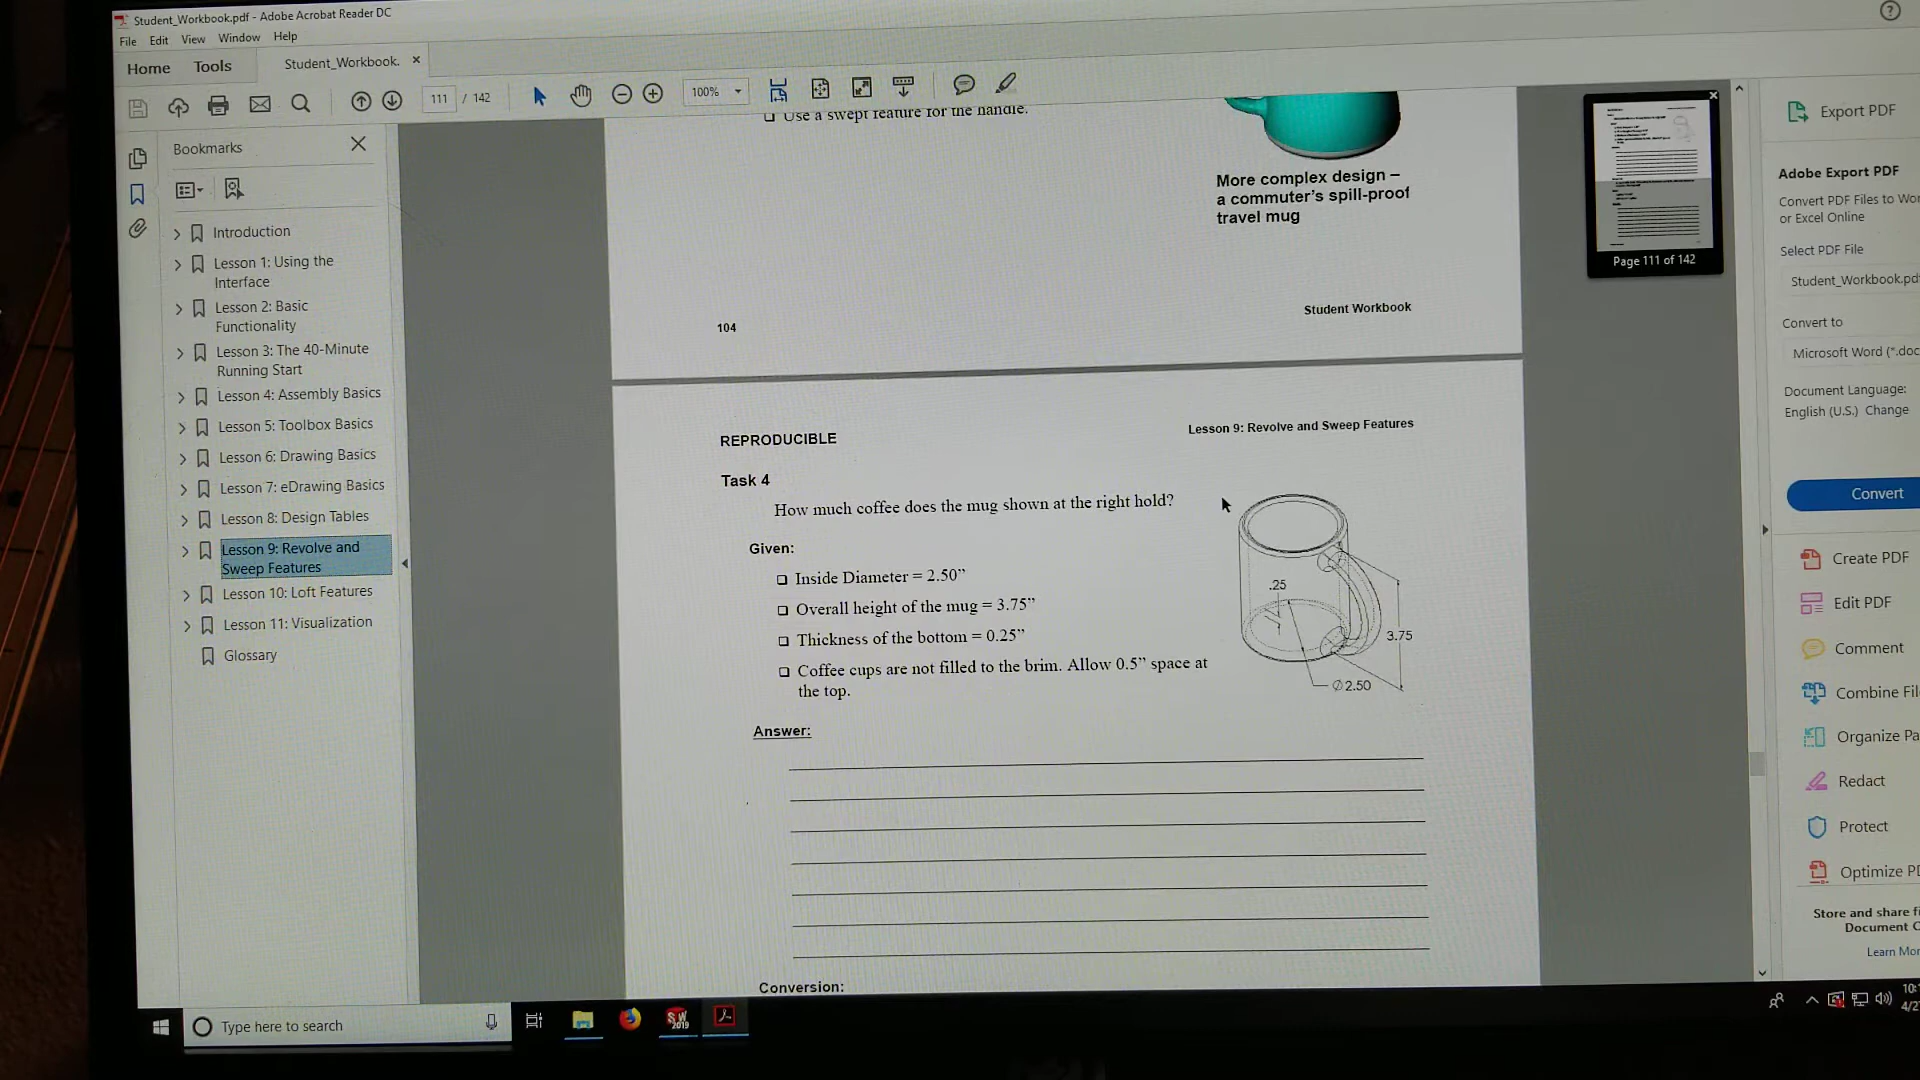 Student_Workbook.pdf - Adobe Acrobat Reader DC
File Edit View Window Help
Home Tools Student_Workbook. ×
111 / 142 100%
Bookmarks
Introduction
Lesson 1: Using the
Interface
Lesson 2: Basic
Functionality
Lesson 3: The 40-Minute
Running Start
Lesson 4: Assembly Basics
Lesson 5: Toolbox Basics
Lesson 6: Drawing Basics
Lesson 7: eDrawing Basics
Lesson 8: Design Tables
Lesson 9: Revolve and
Sweep Features
Lesson 10: Loft Features
Lesson 11: Visualization
Glossary
❑ Use a swept feature for the handle.
More complex design –
a commuter's spill-proof
travel mug
104
Student Workbook
REPRODUCIBLE
Lesson 9: Revolve and Sweep Features
Task 4
How much coffee does the mug shown at the right hold?
Given:
❑ Inside Diameter = 2.50”
❑ Overall height of the mug = 3.75”
❑ Thickness of the bottom = 0.25”
❑ Coffee cups are not filled to the brim. Allow 0.5” space at
the top.
.25
3.75
∅2.50
Answer:
Conversion:
Page 111 of 142
Export PDF
Adobe Export PDF
Convert PDF Files to Wor
or Excel Online
Select PDF File
Student_Workbook.pd
Convert to
Microsoft Word (*.doc
Document Language:
English (U.S.) Change
Convert
Create PDF
Edit PDF
Comment
Combine Fil
Organize Pa
Redact
Protect
Optimize PD
Store and share fi
Document C
Learn Mor
Type here to search
SW
2019
10:
4/2